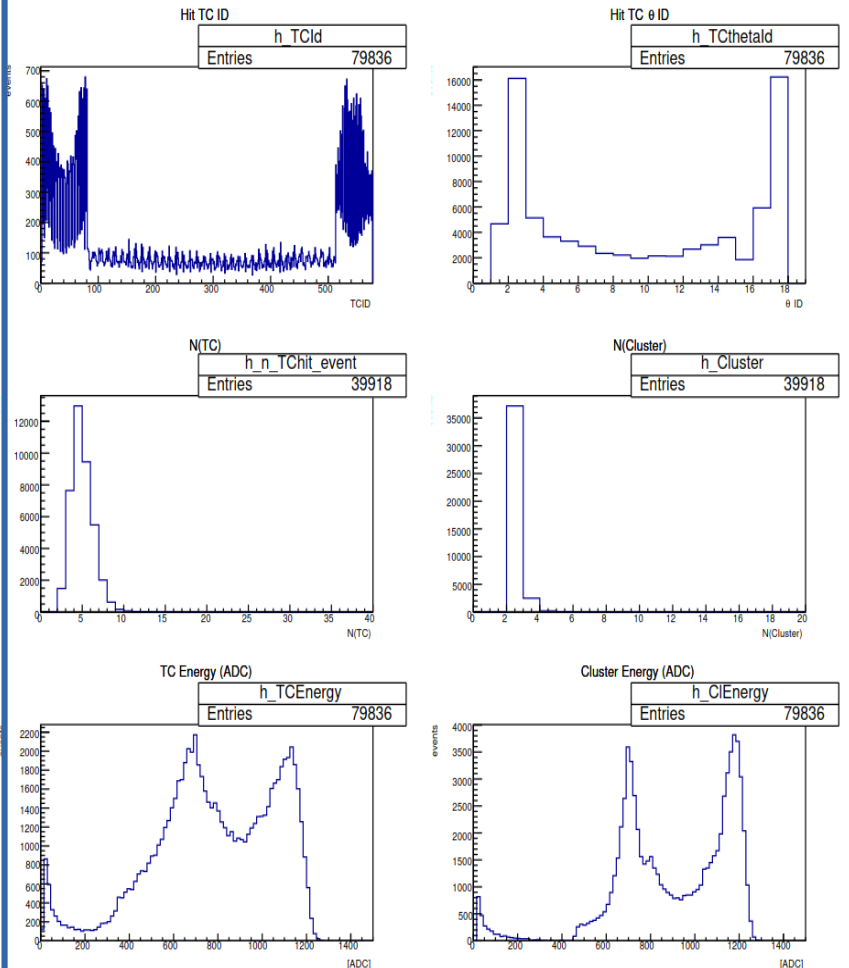 Hit TC ID
h_TCId
Entries 79836
events
700
600
500
400
300
200
100
0
0 100 200 300 400 500
TCID
Hit TC θ ID
h_TCthetaId
Entries 79836
16000
14000
12000
10000
8000
6000
4000
2000
0
0 2 4 6 8 10 12 14 16 18
θ ID
N(TC)
h_n_TChit_event
Entries 39918
12000
10000
8000
6000
4000
2000
0
0 5 10 15 20 25 30 35 40
N(TC)
N(Cluster)
h_Cluster
Entries 39918
35000
30000
25000
20000
15000
10000
5000
0
0 2 4 6 8 10 12 14 16 18 20
N(Cluster)
TC Energy (ADC)
h_TCEnergy
Entries 79836
2200
2000
1800
1600
1400
1200
1000
800
600
400
200
0
0 200 400 600 800 1000 1200 1400
[ADC]
Cluster Energy (ADC)
h_ClEnergy
Entries 79836
events
4000
3500
3000
2500
2000
1500
1000
500
0
0 200 400 600 800 1000 1200 1400
[ADC]